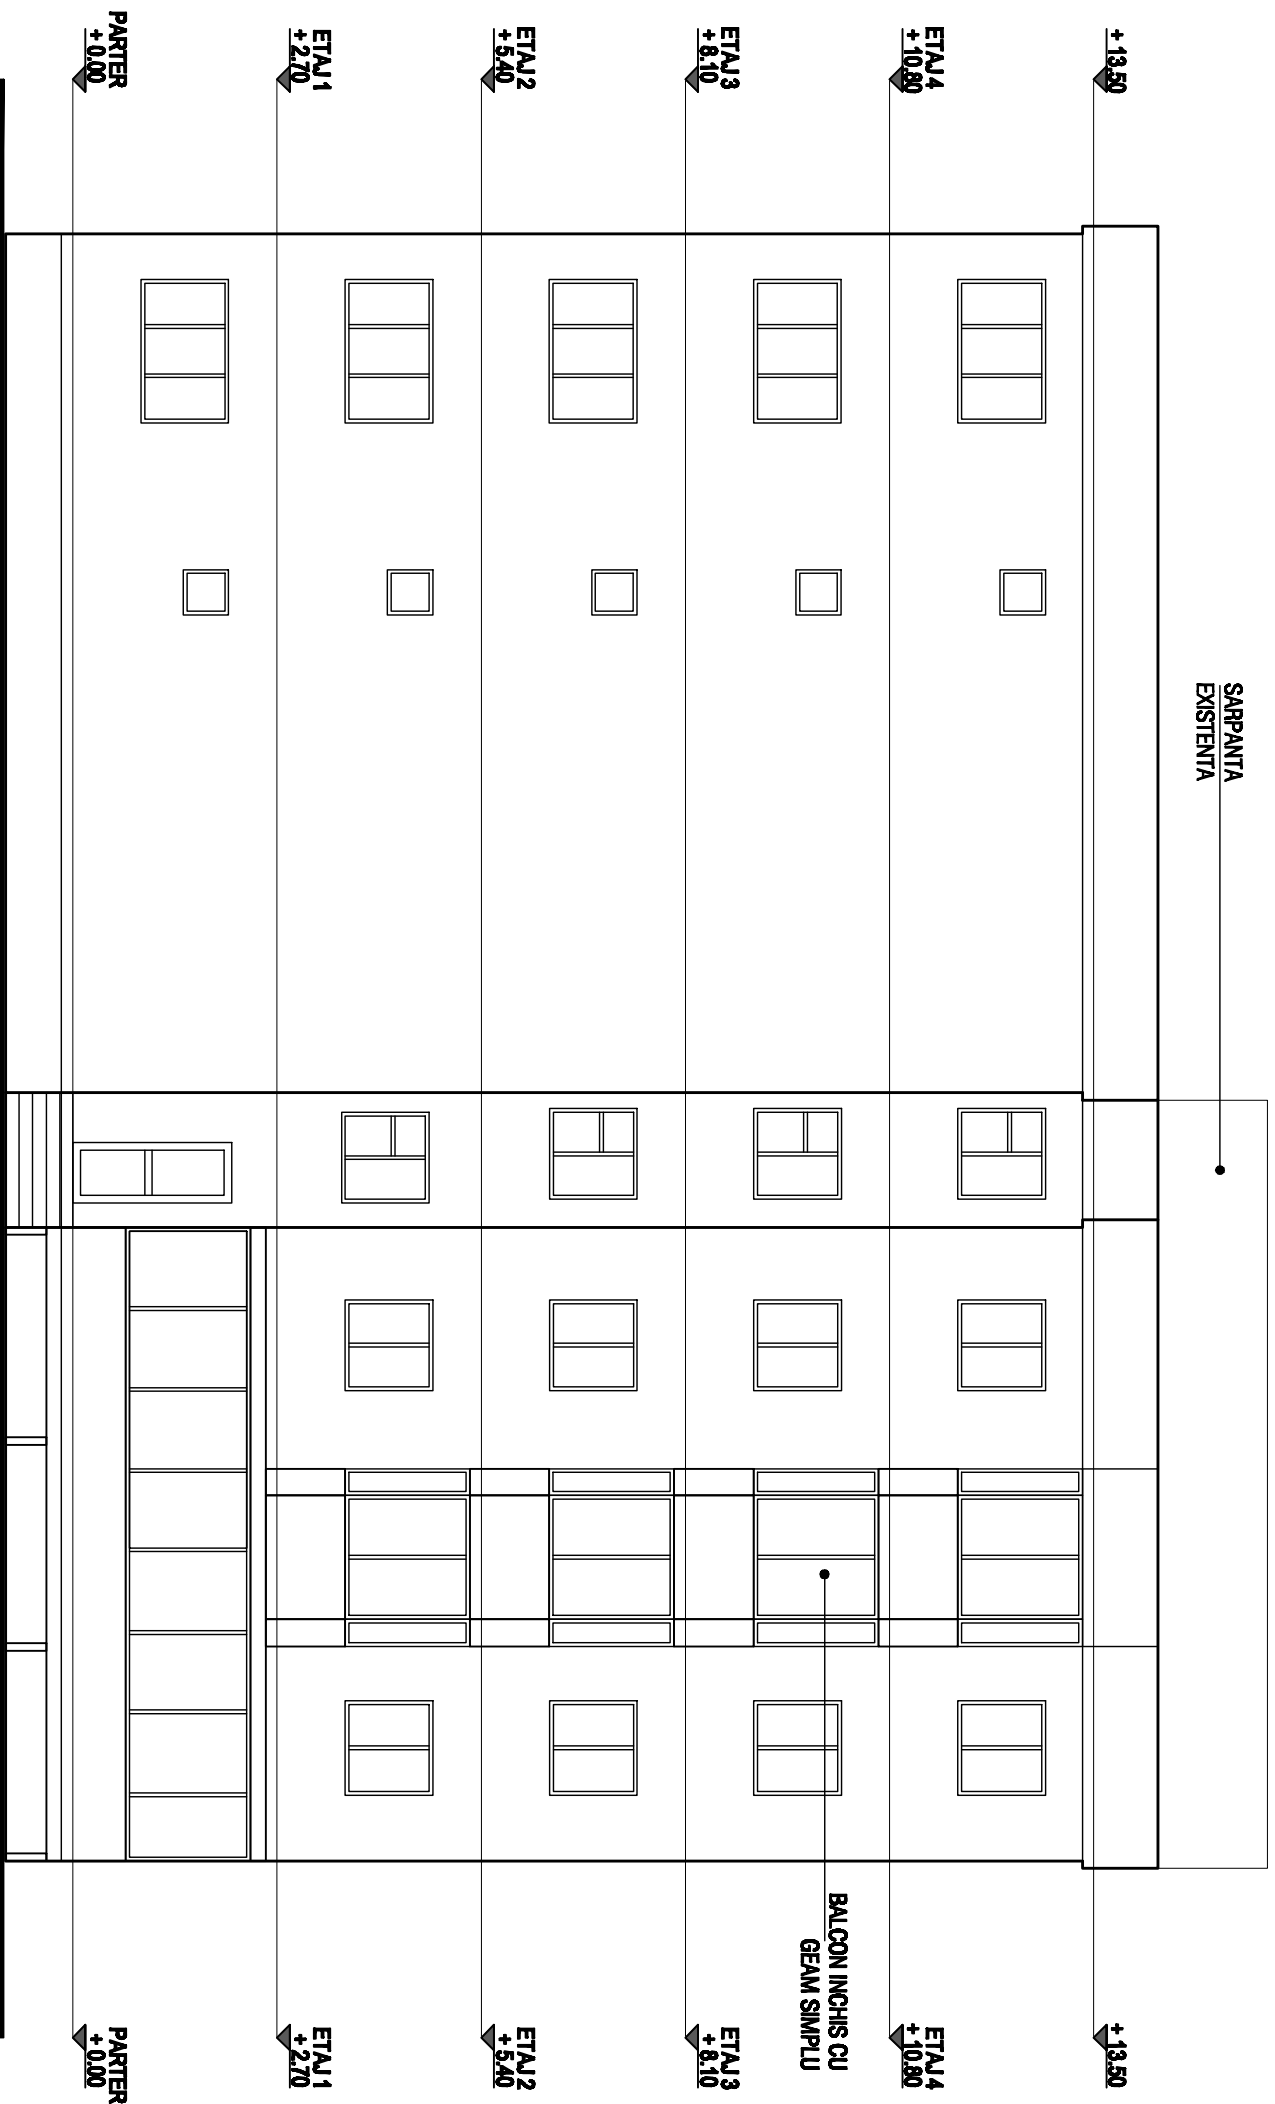 SARPANTA
EXISTENTA
+ 13.50
+ 13.50
ETAJ 4
+ 10.80
ETAJ 4
+ 10.80
BALCON INCHIS CU
GEAM SIMPLU
ETAJ 3
+ 8.10
ETAJ 3
+ 8.10
ETAJ 2
+ 5.40
ETAJ 2
+ 5.40
ETAJ 1
+ 2.70
ETAJ 1
+ 2.70
PARTER
+ 0.00
PARTER
+ 0.00